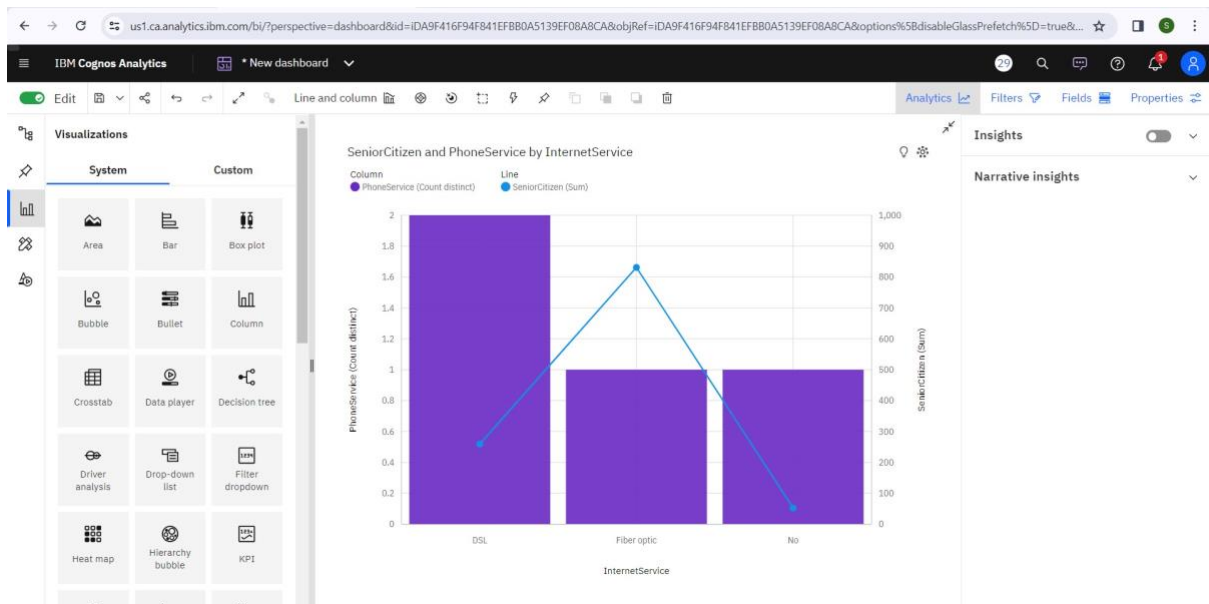 us1.ca.analytics.ibm.com/bi/?perspective=dashboard&id=iDA9F416F94F841EFBB0A5139EF08A8CA&objRef=iDA9F416F94F841EFBB0A5139EF08A8CA&options%5BdisableGlassPrefetch%5D=true&...
S
IBM Cognos Analytics
* New dashboard
29
1
Edit
Line and column
Analytics
Filters
Fields
Properties
Visualizations
System
Custom
Area
Bar
Box plot
Bubble
Bullet
Column
Crosstab
Data player
Decision tree
Driver
analysis
Drop-down
list
Filter
dropdown
Heat map
Hierarchy
bubble
KPI
SeniorCitizen and PhoneService by InternetService
Column
PhoneService (Count distinct)
Line
SeniorCitizen (Sum)
PhoneService (Count distinct)
2
1.8
1.6
1.4
1.2
1
0.8
0.6
0.4
0.2
0
1,000
900
800
700
600
500
400
300
200
100
0
SeniorCitizen (Sum)
DSL
Fiber optic
No
InternetService
Insights
Narrative insights